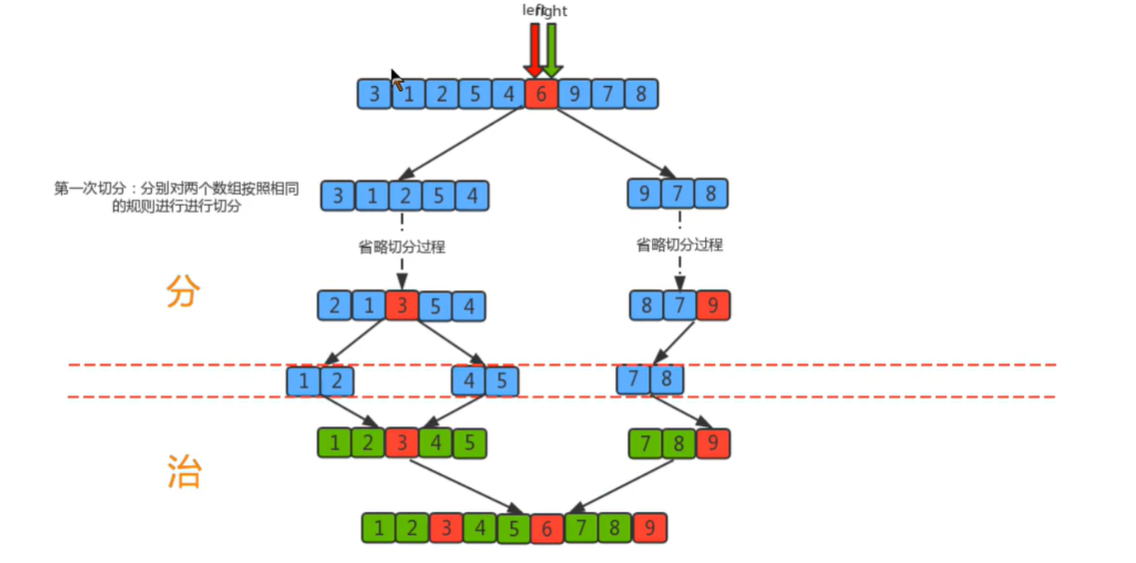 left right
3 1 2 5 4 6 9 7 8
第一次切分：分别对两个数组按照相同
的规则进行进行切分
3 1 2 5 4
9 7 8
省略切分过程
省略切分过程
分
2 1 3 5 4
8 7 9
1 2
4 5
7 8
1 2 3 4 5
7 8 9
治
1 2 3 4 5 6 7 8 9